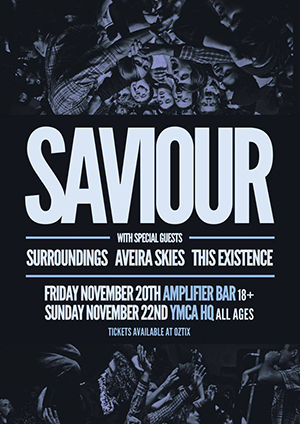 SAVIOUR
WITH SPECIAL GUESTS
SURROUNDINGS AVEIRA SKIES THIS EXISTENCE
FRIDAY NOVEMBER 20TH AMPLIFIER BAR 18+
SUNDAY NOVEMBER 22ND YMCA HQ ALL AGES
TICKETS AVAILABLE AT OZTIX